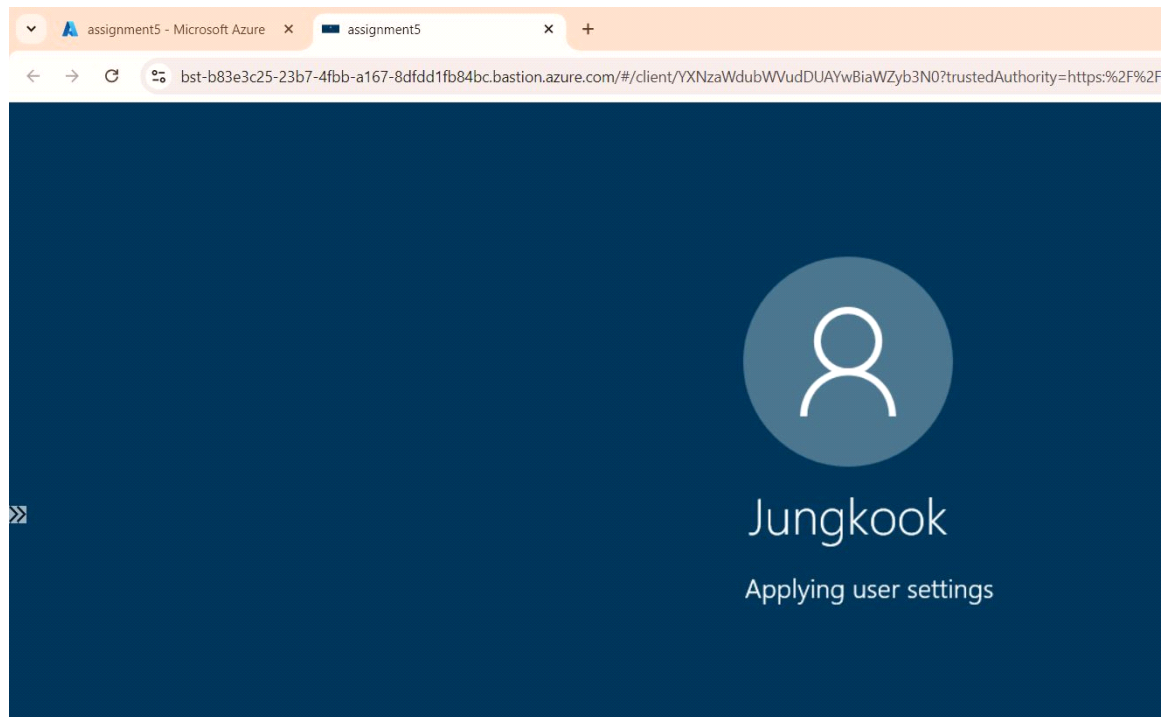 assignment5 - Microsoft Azure
assignment5
bst-b83e3c25-23b7-4fbb-a167-8dfdd1fb84bc.bastion.azure.com/#/client/YXNzaWdubWVudDUAYwBiaWZyb3N0?trustedAuthority=https:%2F%2F
Jungkook
Applying user settings